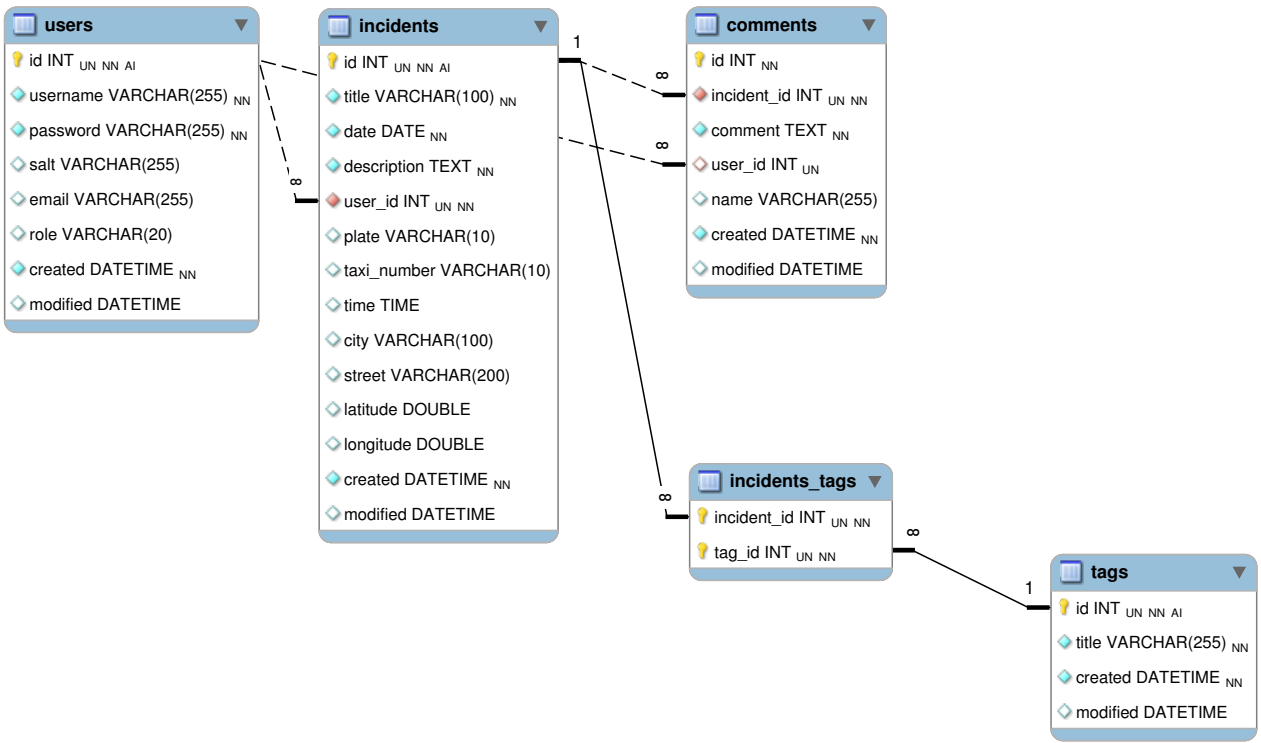 users
id INT UN NN AI
username VARCHAR(255) NN
password VARCHAR(255) NN
salt VARCHAR(255)
email VARCHAR(255)
role VARCHAR(20)
created DATETIME NN
modified DATETIME
incidents
id INT UN NN AI
title VARCHAR(100) NN
date DATE NN
description TEXT NN
user_id INT UN NN
plate VARCHAR(10)
taxi_number VARCHAR(10)
time TIME
city VARCHAR(100)
street VARCHAR(200)
latitude DOUBLE
longitude DOUBLE
created DATETIME NN
modified DATETIME
comments
id INT NN
incident_id INT UN NN
comment TEXT NN
user_id INT UN
name VARCHAR(255)
created DATETIME NN
modified DATETIME
incidents_tags
incident_id INT UN NN
tag_id INT UN NN
tags
id INT UN NN AI
title VARCHAR(255) NN
created DATETIME NN
modified DATETIME
∞
1
∞
∞
∞
∞
1